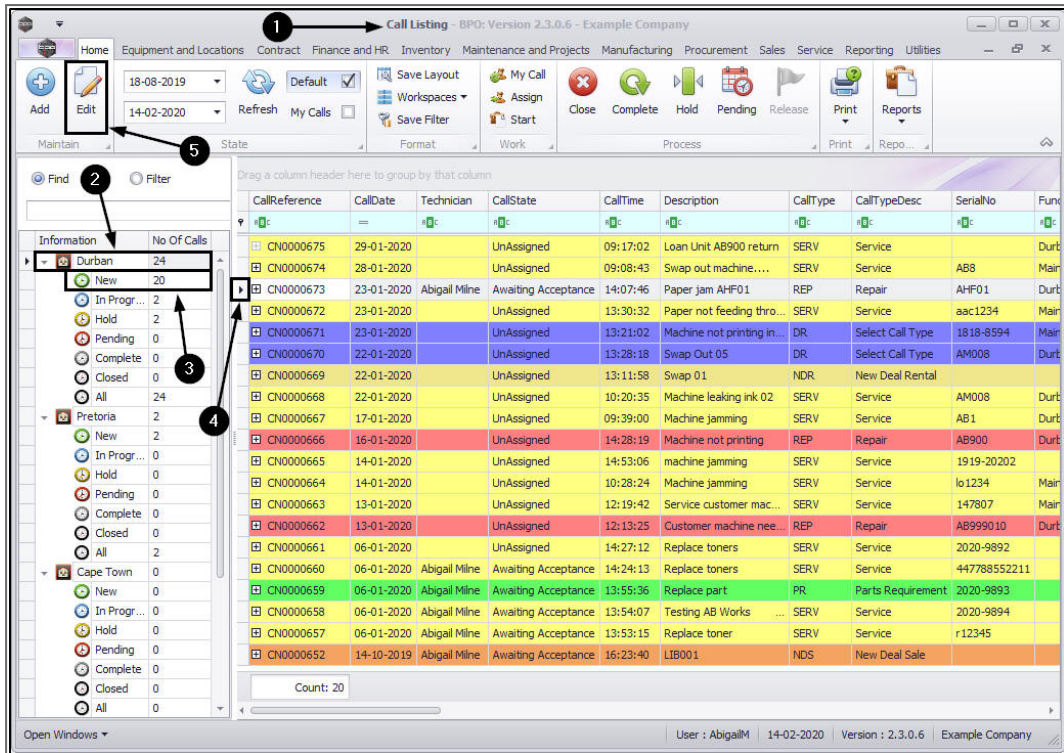 1 Call Listing - BPO: Version 2.3.0.6 - Example Company
Home Equipment and Locations Contract Finance and HR Inventory Maintenance and Projects Manufacturing Procurement Sales Service Reporting Utilities
18-08-2019 Default Save Layout My Call
Workspaces Assign
14-02-2020 Save Filter Start
Add Edit Refresh My Calls Close Complete Hold Pending Release Print Reports
5
Maintain State Format Work Process Print Repo...
Find 2 Filter
Drag a column header here to group by that column
CallReference CallDate Technician CallState CallTime Description CallType CallTypeDesc SerialNo Func
Information No Of Calls
Durban 24
New 20
In Progr... 2
Hold 2
Pending 0
Complete 0
3
Closed 0
All 24
4
Pretoria 2
New 2
In Progr... 0
Hold 0
Pending 0
Complete 0
Closed 0
All 2
Cape Town 0
New 0
In Progr... 0
Hold 0
Pending 0
Complete 0
Closed 0
All 0
CN0000675 29-01-2020 UnAssigned 09:17:02 Loan Unit AB900 return SERV Service Durb
CN0000674 28-01-2020 UnAssigned 09:08:43 Swap out machine.... SERV Service AB8 Main
CN0000673 23-01-2020 Abigail Milne Awaiting Acceptance 14:07:46 Paper jam AHF01 REP Repair AHF01 Durb
CN0000672 23-01-2020 UnAssigned 13:30:32 Paper not feeding thro... SERV Service aac1234 Main
CN0000671 23-01-2020 UnAssigned 13:21:02 Machine not printing in... DR Select Call Type 1818-8594 Main
CN0000670 22-01-2020 UnAssigned 13:28:18 Swap Out 05 DR Select Call Type AM008 Durb
CN0000669 22-01-2020 UnAssigned 13:11:58 Swap 01 NDR New Deal Rental
CN0000668 22-01-2020 UnAssigned 10:20:35 Machine leaking ink 02 SERV Service AM008 Durb
CN0000667 17-01-2020 UnAssigned 09:39:00 Machine jamming SERV Service AB1 Durb
CN0000666 16-01-2020 UnAssigned 14:28:19 Machine not printing REP Repair AB900 Durb
CN0000665 14-01-2020 UnAssigned 14:53:06 machine jamming SERV Service 1919-20202
CN0000664 14-01-2020 UnAssigned 10:28:24 Machine jamming SERV Service lo1234 Main
CN0000663 13-01-2020 UnAssigned 12:19:42 Service customer mac... SERV Service 147807 Main
CN0000662 13-01-2020 UnAssigned 12:13:25 Customer machine nee... REP Repair AB999010 Durb
CN0000661 06-01-2020 UnAssigned 14:27:12 Replace toners SERV Service 2020-9892
CN0000660 06-01-2020 Abigail Milne Awaiting Acceptance 14:24:13 Replace toners SERV Service 447788552211
CN0000659 06-01-2020 Abigail Milne Awaiting Acceptance 13:55:36 Replace part PR Parts Requirement 2020-9893
CN0000658 06-01-2020 Abigail Milne Awaiting Acceptance 13:54:07 Testing AB Works ... SERV Service 2020-9894
CN0000657 06-01-2020 Abigail Milne Awaiting Acceptance 13:53:15 Replace toner SERV Service r12345
CN0000652 14-10-2019 Abigail Milne Awaiting Acceptance 16:23:40 LIB001 NDS New Deal Sale
Count: 20
Open Windows User : AbigailM 14-02-2020 Version : 2.3.0.6 Example Company